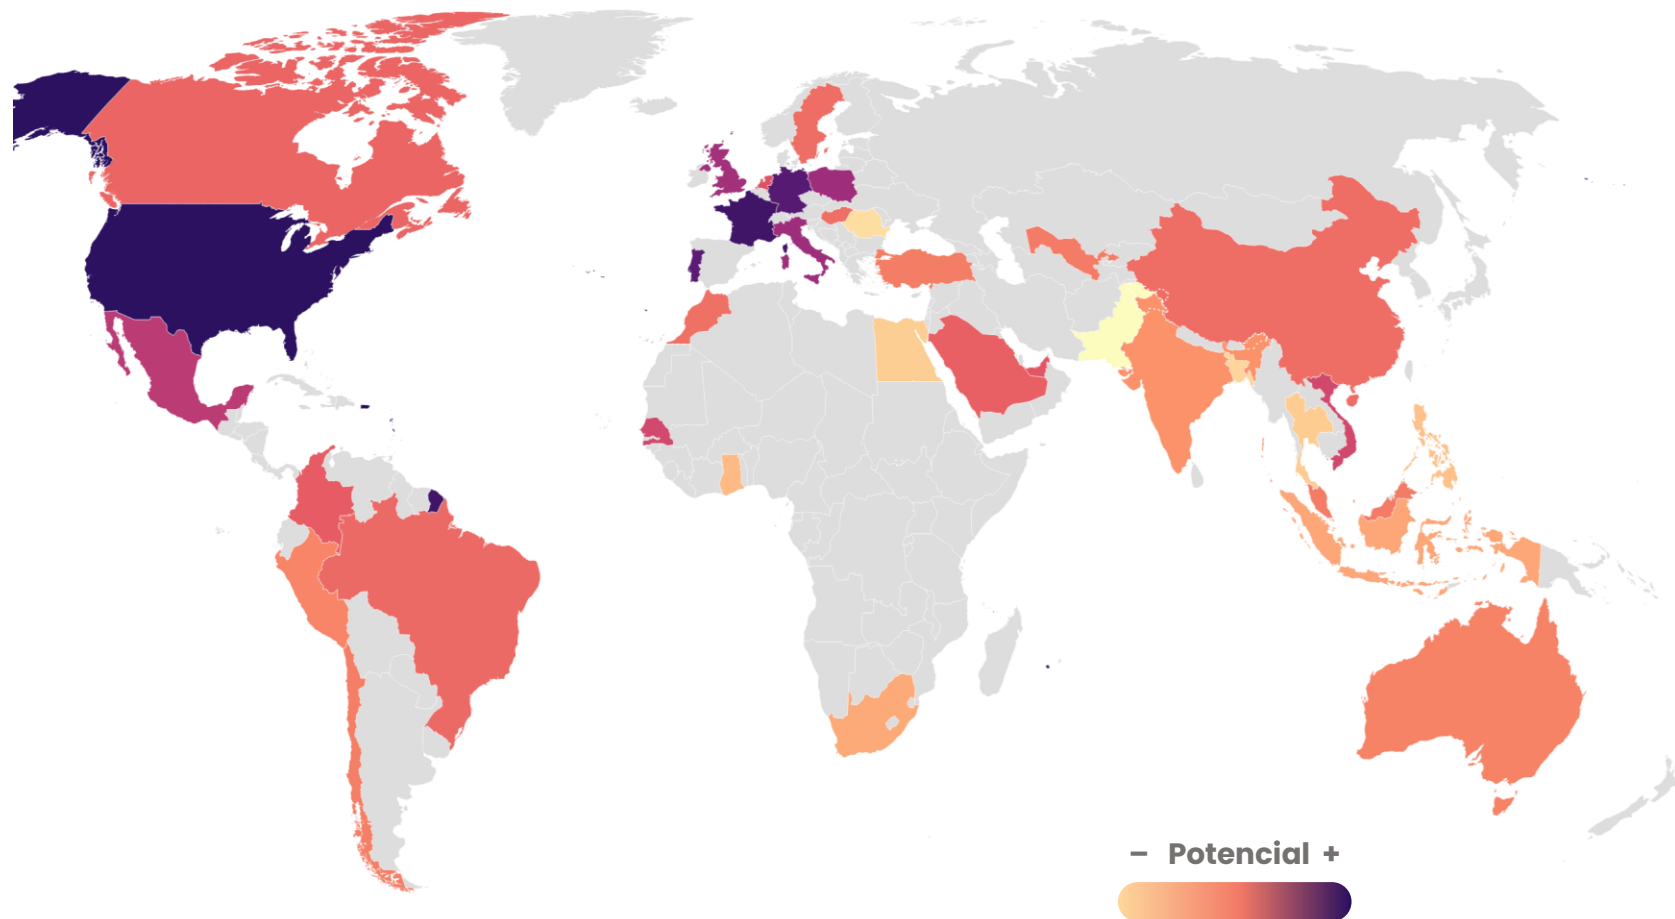 – Potencial +